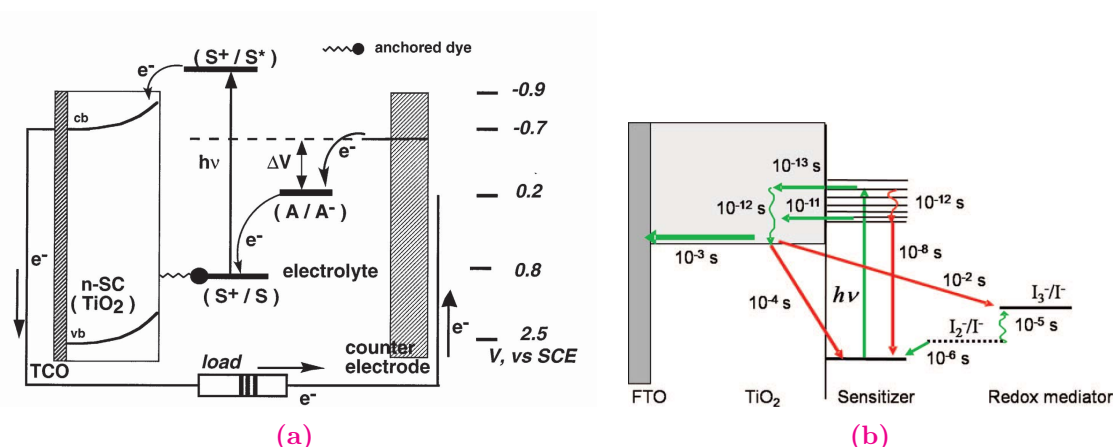 (S+ / S*)
anchored dye
e-
-0.9
cb
-0.7
hν
ΔV
e-
0.2
(A / A-)
e-
e-
n-SC
(TiO2)
electrolyte
0.8
(S+ / S)
vb
e-
2.5
TCO
load
counter
electrode
V, vs SCE
e-
(a)
10-13 s
10-12 s
10-11
10-12 s
10-3 s
10-8 s
10-2 s
10-4 s
hν
I3-/I-
I2-/I-
10-5 s
10-6 s
FTO
TiO2
Sensitizer
Redox mediator
(b)